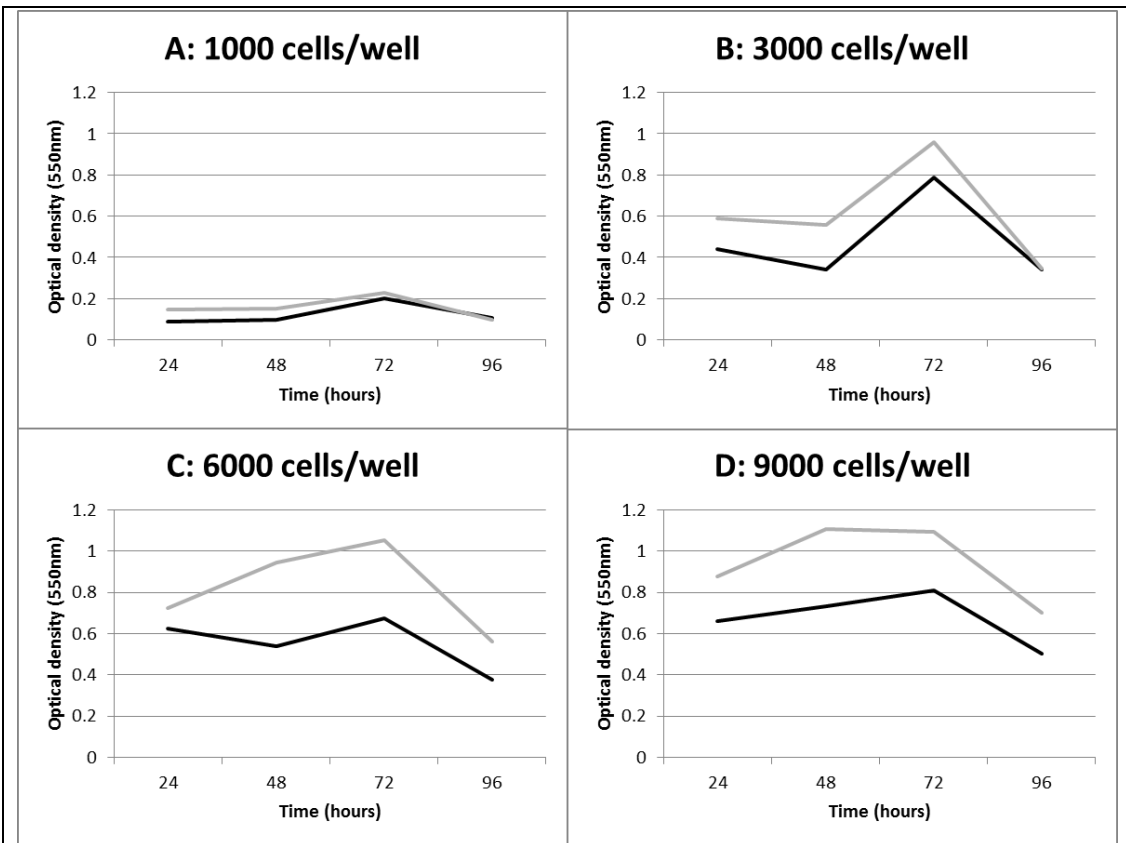 A: 1000 cells/well
Optical density (550nm)
1.2
1
0.8
0.6
0.4
0.2
0
24 48 72 96
Time (hours)
B: 3000 cells/well
Optical density (550nm)
1.2
1
0.8
0.6
0.4
0.2
0
24 48 72 96
Time (hours)
C: 6000 cells/well
Optical density (550nm)
1.2
1
0.8
0.6
0.4
0.2
0
24 48 72 96
Time (hours)
D: 9000 cells/well
Optical density (550nm)
1.2
1
0.8
0.6
0.4
0.2
0
24 48 72 96
Time (hours)